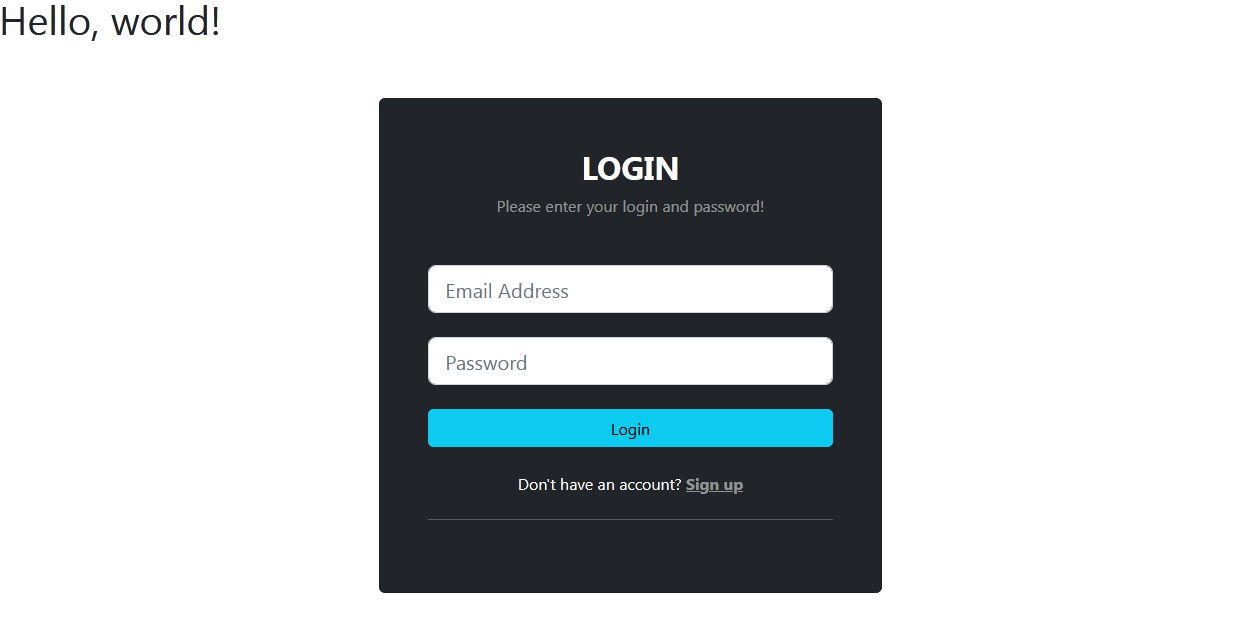 Hello, world!
LOGIN
Please enter your login and password!
Email Address
Password
Login
Don't have an account? Sign up